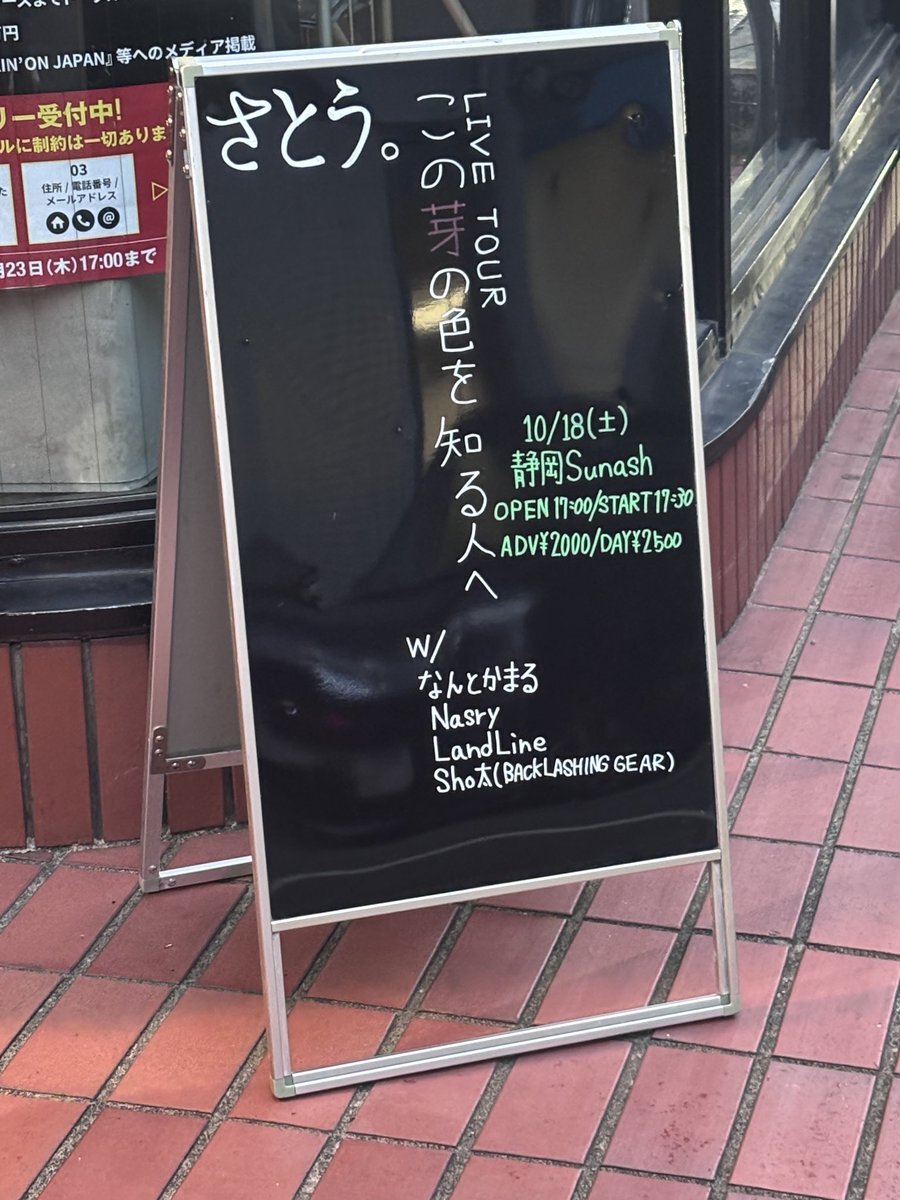 円
IN'ON JAPAN』等へのメディア掲載
リー受付中!
ルに制約は一切ありま
03
住所 / 電話番号 /
メールアドレス
月23日(木)17:00まで
さとう。
LIVE TOUR
この芽の色を知る人へ
10/18(土)
静岡Sunash
OPEN 17:00/START 17:30
ADV¥2000/DAY¥2500
W/
なんとかまる
Nasry
LandLine
Sho太(BACKLASHING GEAR)